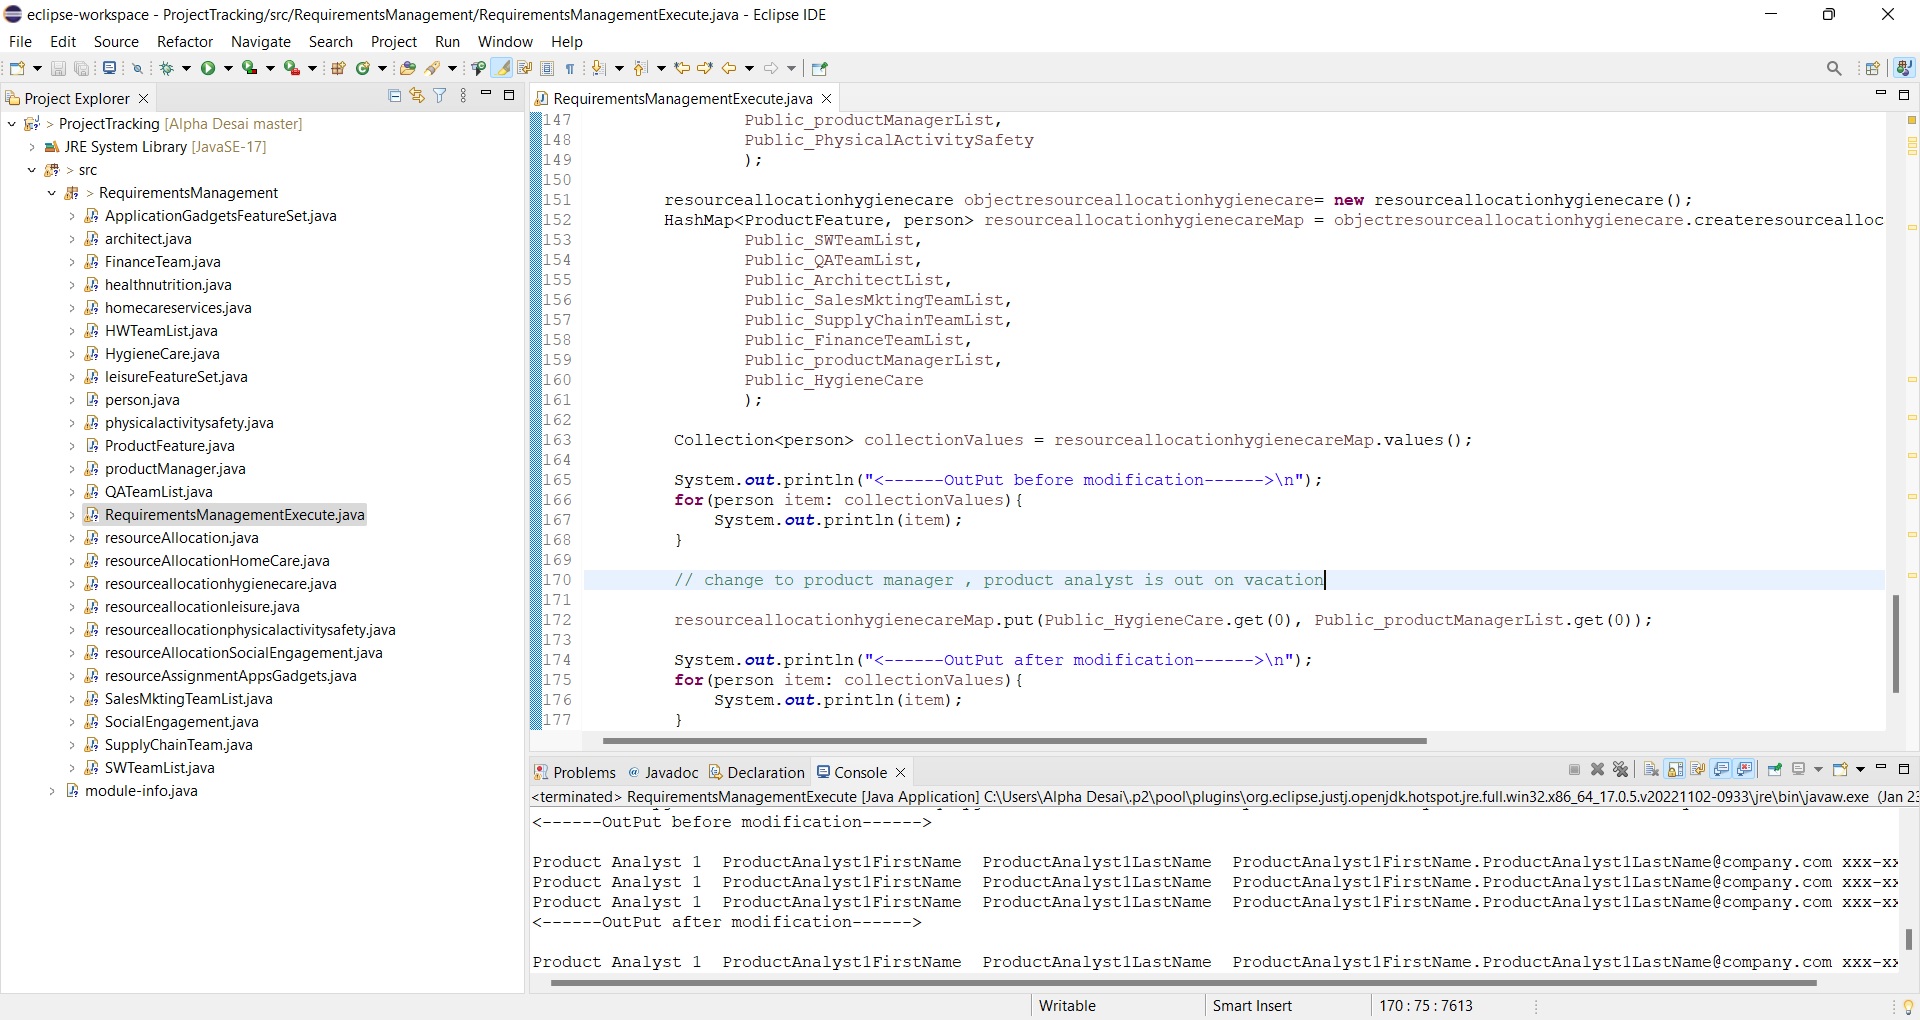 eclipse-workspace - ProjectTracking/src/RequirementsManagement/RequirementsManagementExecute.java - Eclipse IDE
File Edit Source Refactor Navigate Search Project Run Window Help
Project Explorer
> ProjectTracking [Alpha Desai master]
JRE System Library [JavaSE-17]
> src
> RequirementsManagement
ApplicationGadgetsFeatureSet.java
architect.java
FinanceTeam.java
healthnutrition.java
homecareservices.java
HWTeamList.java
HygieneCare.java
leisureFeatureSet.java
person.java
physicalactivitysafety.java
ProductFeature.java
productManager.java
QATeamList.java
RequirementsManagementExecute.java
resourceAllocation.java
resourceAllocationHomeCare.java
resourceallocationhygienecare.java
resourceallocationleisure.java
resourceallocationphysicalactivitysafety.java
resourceAllocationSocialEngagement.java
resourceAssignmentAppsGadgets.java
SalesMktingTeamList.java
SocialEngagement.java
SupplyChainTeam.java
SWTeamList.java
module-info.java
RequirementsManagementExecute.java
147 Public_productManagerList,
148 Public_PhysicalActivitySafety
149 );
150
151 resourceallocationhygienecare objectresourceallocationhygienecare= new resourceallocationhygienecare();
152 HashMap<ProductFeature, person> resourceallocationhygienecareMap = objectresourceallocationhygienecare.createresourcealloc
153 Public_SWTeamList,
154 Public_QATeamList,
155 Public_ArchitectList,
156 Public_SalesMktingTeamList,
157 Public_SupplyChainTeamList,
158 Public_FinanceTeamList,
159 Public_productManagerList,
160 Public_HygieneCare
161 );
162
163 Collection<person> collectionValues = resourceallocationhygienecareMap.values();
164
165 System.out.println("<------OutPut before modification------>\n");
166 for(person item: collectionValues){
167 System.out.println(item);
168 }
169
170 // change to product manager , product analyst is out on vacation
171
172 resourceallocationhygienecareMap.put(Public_HygieneCare.get(0), Public_productManagerList.get(0));
173
174 System.out.println("<------OutPut after modification------>\n");
175 for(person item: collectionValues){
176 System.out.println(item);
177 }
Problems @ Javadoc Declaration Console
<terminated> RequirementsManagementExecute [Java Application] C:\Users\Alpha Desai\.p2\pool\plugins\org.eclipse.justj.openjdk.hotspot.jre.full.win32.x86_64_17.0.5.v20221102-0933\jre\bin\javaw.exe (Jan 23
<------OutPut before modification------>
Product Analyst 1 ProductAnalyst1FirstName ProductAnalyst1LastName ProductAnalyst1FirstName.ProductAnalyst1LastName@company.com xxx-xx
Product Analyst 1 ProductAnalyst1FirstName ProductAnalyst1LastName ProductAnalyst1FirstName.ProductAnalyst1LastName@company.com xxx-xx
Product Analyst 1 ProductAnalyst1FirstName ProductAnalyst1LastName ProductAnalyst1FirstName.ProductAnalyst1LastName@company.com xxx-xx
<------OutPut after modification------>
Product Analyst 1 ProductAnalyst1FirstName ProductAnalyst1LastName ProductAnalyst1FirstName.ProductAnalyst1LastName@company.com xxx-xx
Writable Smart Insert 170 : 75 : 7613